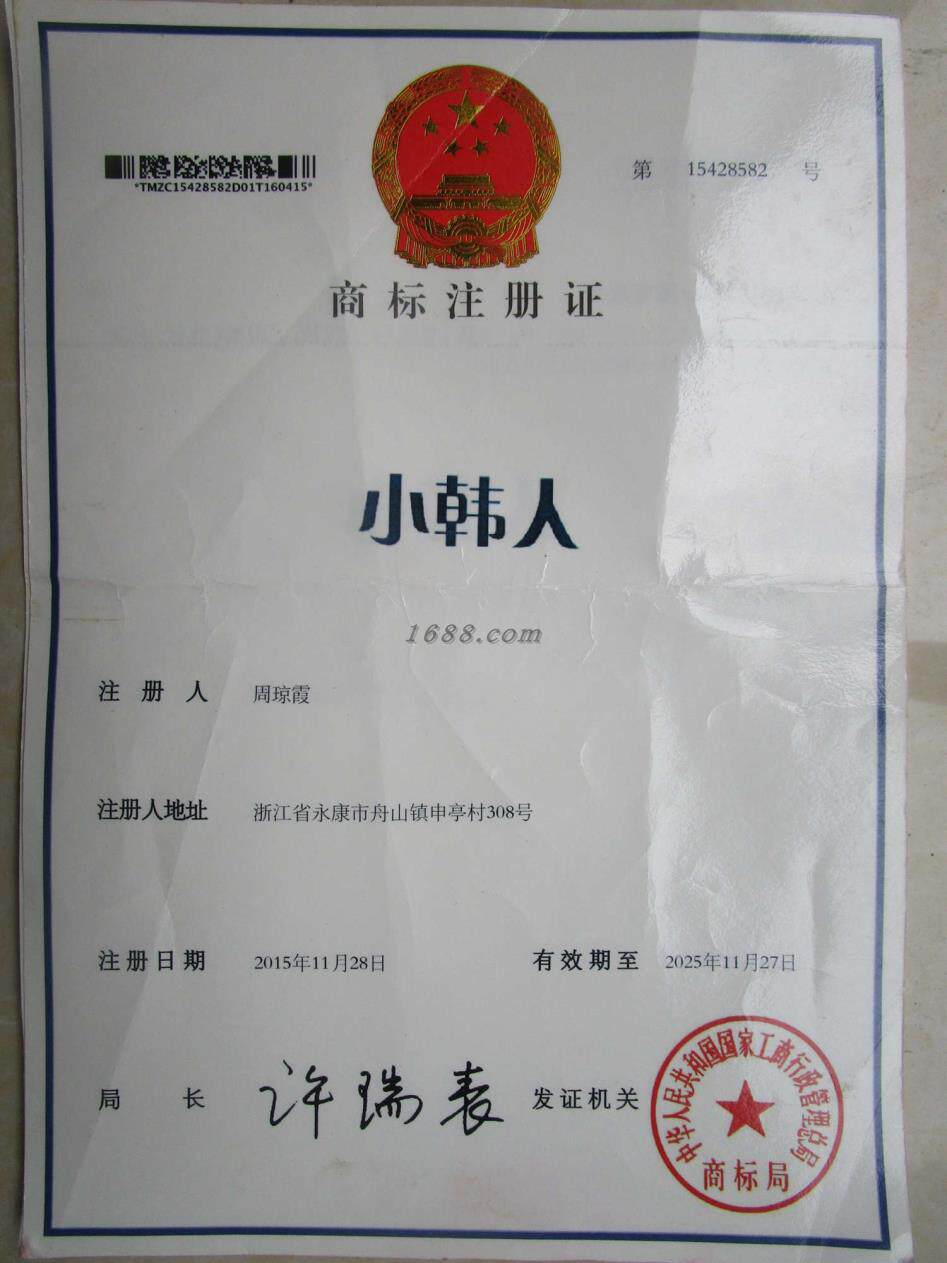 *TMZC15428582D01T160415*
第 15428582 号
商标注册证
小韩人
1688.com
注册人 周琼霞
注册人地址 浙江省永康市舟山镇申亭村308号
注册日期 2015年11月28日 有效期至 2025年11月27日
局长 许瑞表 发证机关
中华人民共和国国家工商行政管理总局
商标局